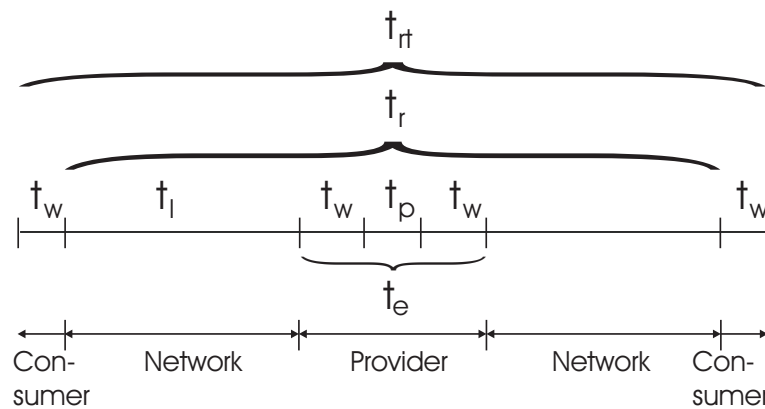 t_rt
t_r
t_w t_l t_w t_p t_w t_w
t_e
Con- Network Provider Network Con-
sumer sumer